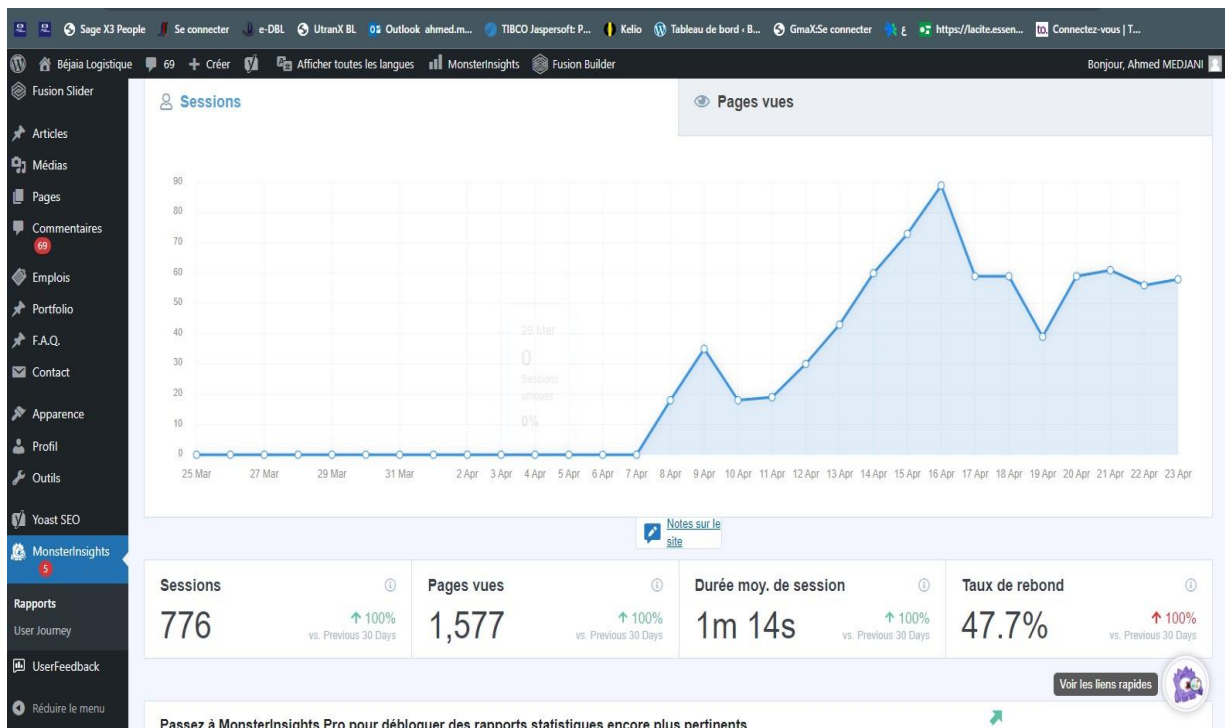 Sage X3 People Se connecter e-DBL UtranX BL Outlook ahmed.m... TIBCO Jaspersoft: P... Kelio Tableau de bord ‹ B... GmaX:Se connecter ع https://lacite.essen... to. Connectez-vous | T...
Béjaia Logistique 69 + Créer Afficher toutes les langues MonsterInsights Fusion Builder Bonjour, Ahmed MEDJANI
Fusion Slider
Articles
Médias
Pages
Commentaires
69
Emplois
Portfolio
F.A.Q.
Contact
Apparence
Profil
Outils
Yoast SEO
MonsterInsights
5
Rapports
User Journey
UserFeedback
Réduire le menu
Sessions Pages vues
90
80
70
60
50
40
30
20
10
0
29 Mar
0
Sessions
uniques
0%
25 Mar 27 Mar 29 Mar 31 Mar 2 Apr 3 Apr 4 Apr 5 Apr 6 Apr 7 Apr 8 Apr 9 Apr 10 Apr 11 Apr 12 Apr 13 Apr 14 Apr 15 Apr 16 Apr 17 Apr 18 Apr 19 Apr 20 Apr 21 Apr 22 Apr 23 Apr
Notes sur le
site
Sessions
776
100%
vs. Previous 30 Days
Pages vues
1,577
100%
vs. Previous 30 Days
Durée moy. de session
1m 14s
100%
vs. Previous 30 Days
Taux de rebond
47.7%
100%
vs. Previous 30 Days
Voir les liens rapides
Passez à MonsterInsights Pro pour débloquer des rapports statistiques encore plus pertinents